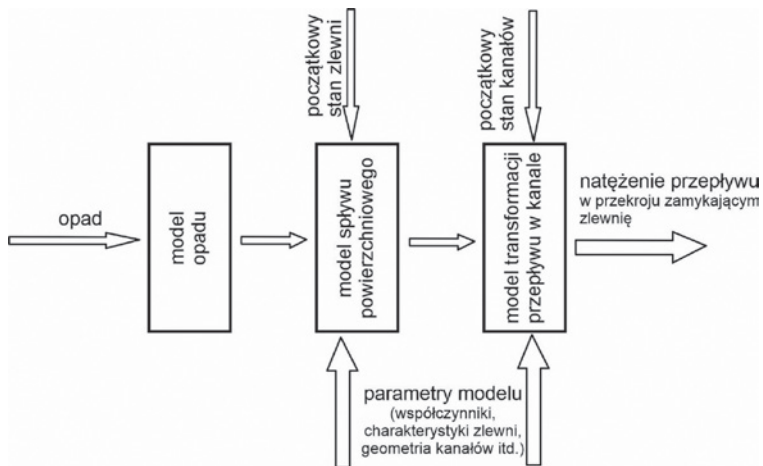 początkowy
stan zlewni
początkowy
stan kanałów
opad
model
opadu
model spływu
powierzchniowego
model transformacji
przepływu w kanale
natężenie przepływu
w przekroju zamykającym
zlewnię
parametry modelu
(współczynniki,
charakterystyki zlewni,
geometria kanałów itd.)